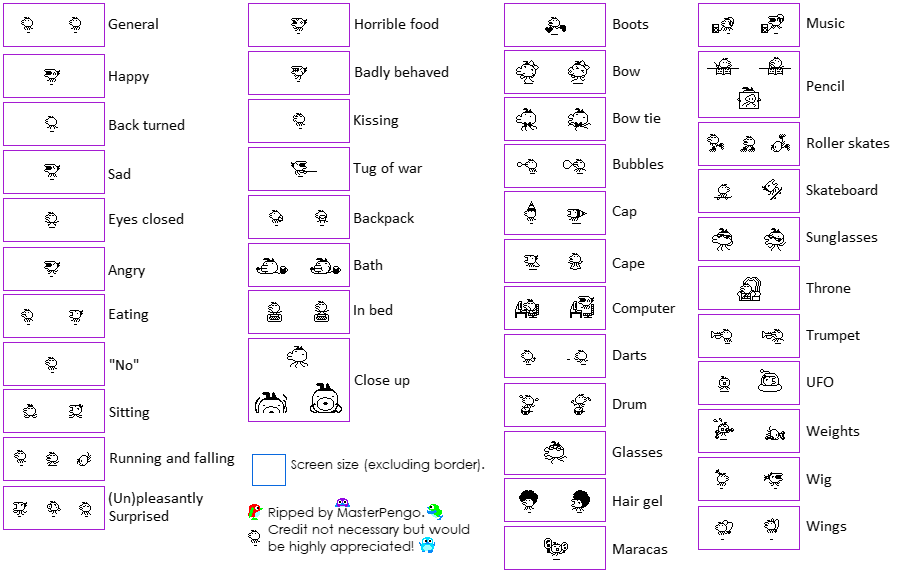 General
Happy
Back turned
Sad
Eyes closed
Angry
Eating
"No"
Sitting
Running and falling
(Un)pleasantly
Surprised
Horrible food
Badly behaved
Kissing
Tug of war
Backpack
Bath
In bed
Close up
Screen size (excluding border).
Ripped by MasterPengo.
Credit not necessary but would
be highly appreciated!
Boots
Bow
Bow tie
Bubbles
Cap
Cape
Computer
Darts
Drum
Glasses
Hair gel
Maracas
Music
Pencil
Roller skates
Skateboard
Sunglasses
Throne
Trumpet
UFO
Weights
Wig
Wings